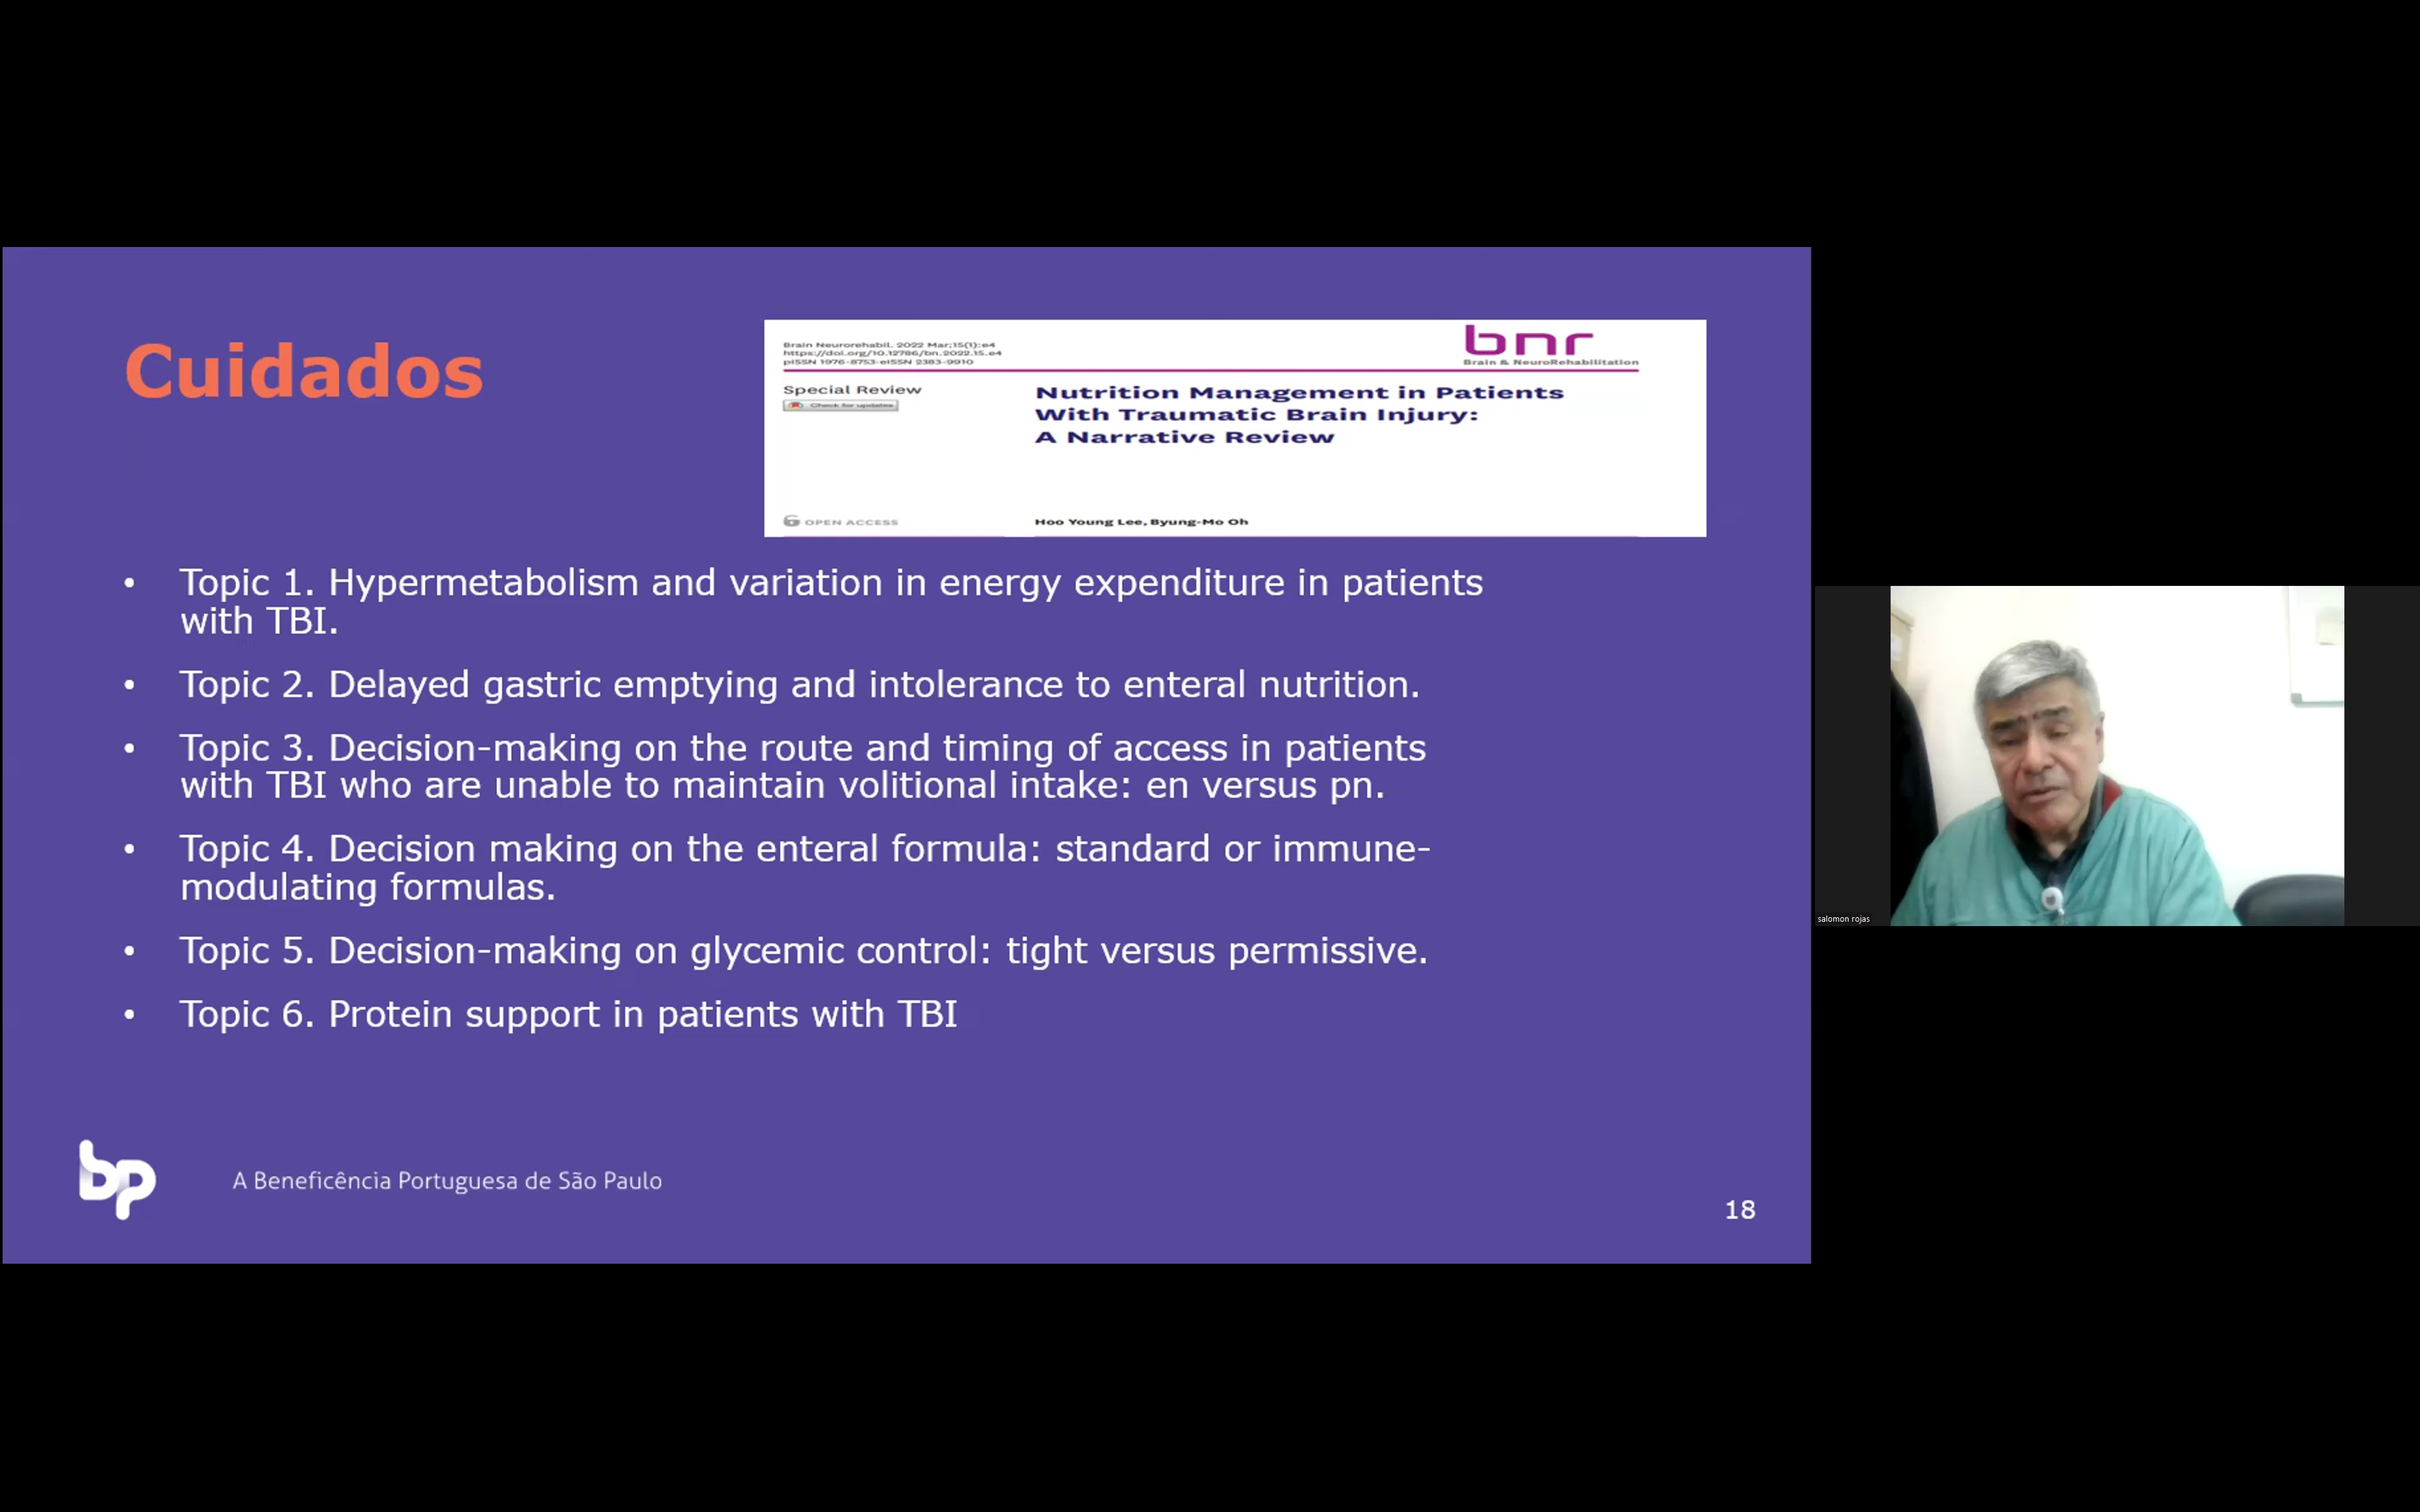 Cuidados
Brain Neurorehabil. 2022 Mar;15(1):e4
https://doi.org/10.12786/bn.2022.15.e4
pISSN 1976-8753·eISSN 2383-9910
bnr
Brain & NeuroRehabilitation
Special Review
Check for updates
Nutrition Management in Patients
With Traumatic Brain Injury:
A Narrative Review
OPEN ACCESS
Hoo Young Lee, Byung-Mo Oh
• Topic 1. Hypermetabolism and variation in energy expenditure in patients
with TBI.
• Topic 2. Delayed gastric emptying and intolerance to enteral nutrition.
• Topic 3. Decision-making on the route and timing of access in patients
with TBI who are unable to maintain volitional intake: en versus pn.
• Topic 4. Decision making on the enteral formula: standard or immune-
modulating formulas.
• Topic 5. Decision-making on glycemic control: tight versus permissive.
• Topic 6. Protein support in patients with TBI
bp
A Beneficência Portuguesa de São Paulo
18
salomon rojas